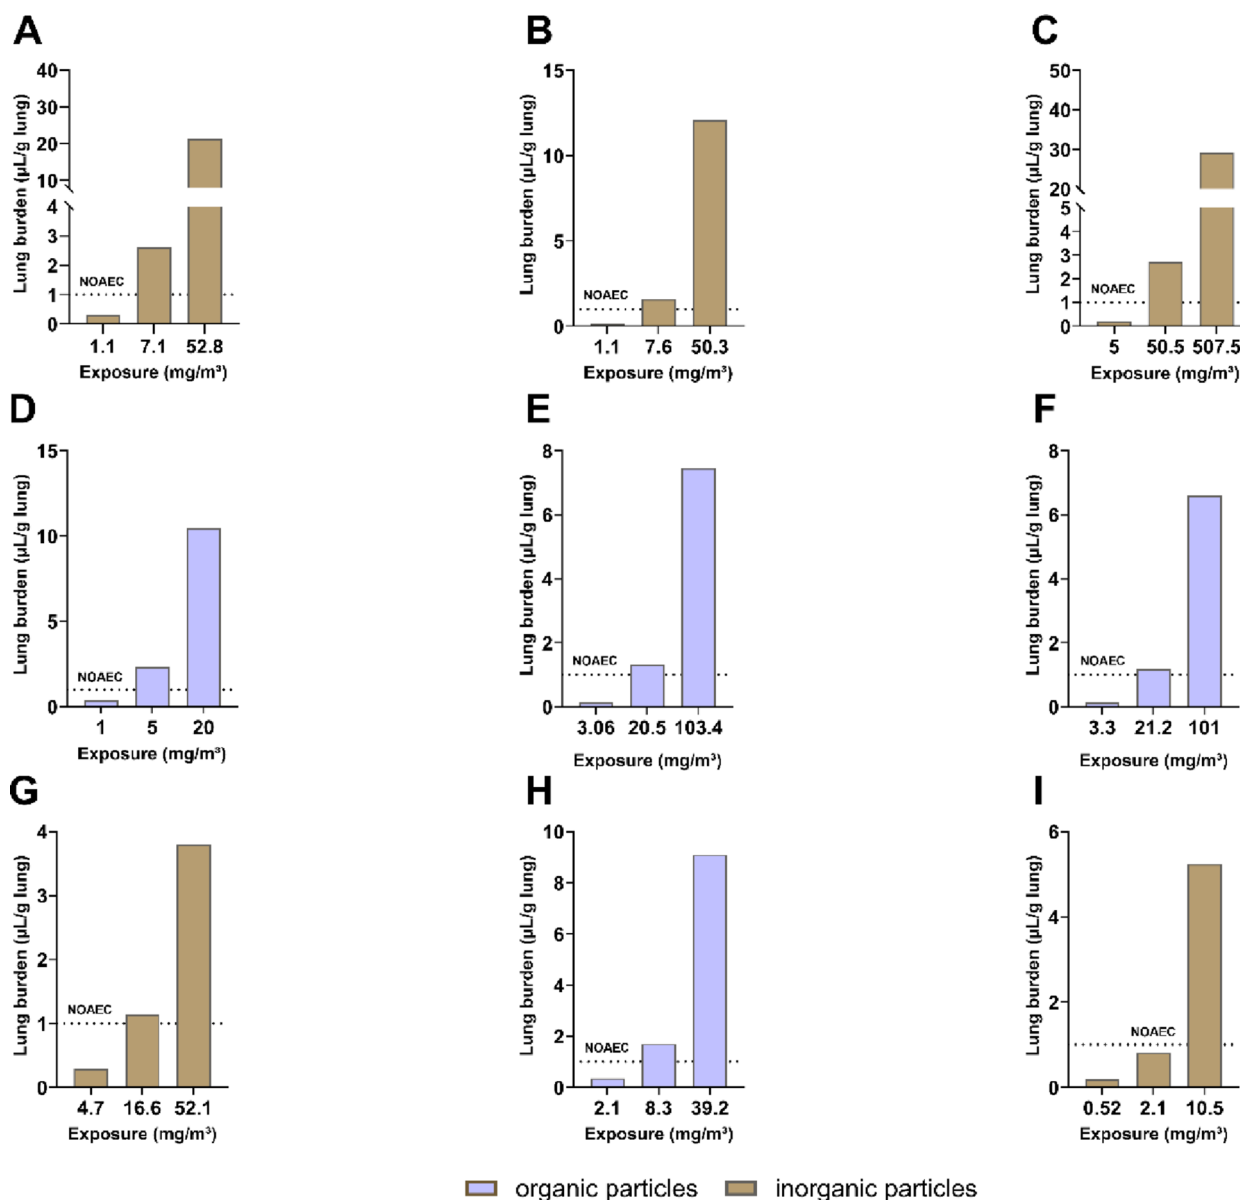 A
Lung burden (µL/g lung)
40
30
20
10
4
3
2
1
0
NOAEC
1.1 7.1 52.8
Exposure (mg/m³)
B
Lung burden (µL/g lung)
15
10
5
0
NOAEC
1.1 7.6 50.3
Exposure (mg/m³)
C
Lung burden (µL/g lung)
50
40
30
20
5
4
3
2
1
0
NOAEC
5 50.5 507.5
Exposure (mg/m³)
D
Lung burden (µL/g lung)
15
10
5
0
NOAEC
1 5 20
Exposure (mg/m³)
E
Lung burden (µL/g lung)
8
6
4
2
0
NOAEC
3.06 20.5 103.4
Exposure (mg/m³)
F
Lung burden (µL/g lung)
8
6
4
2
0
NOAEC
3.3 21.2 101
Exposure (mg/m³)
G
Lung burden (µL/g lung)
4
3
2
1
0
NOAEC
4.7 16.6 52.1
Exposure (mg/m³)
H
Lung burden (µL/g lung)
10
8
6
4
2
0
NOAEC
2.1 8.3 39.2
Exposure (mg/m³)
I
Lung burden (µL/g lung)
6
4
2
0
NOAEC
0.52 2.1 10.5
Exposure (mg/m³)
organic particles inorganic particles